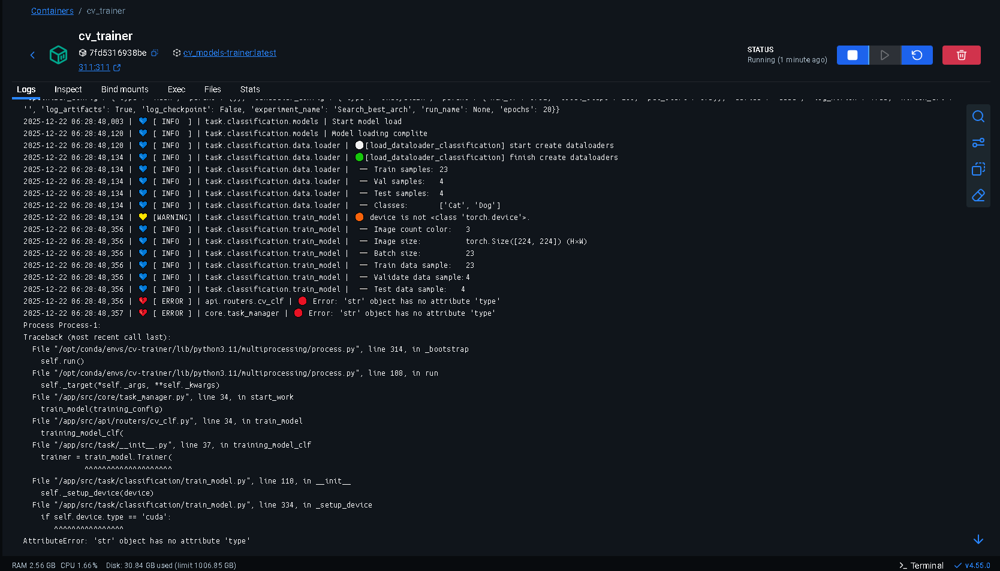 Containers / cv_trainer
cv_trainer
7fd5316938be cv_models-trainer:latest
311:311
STATUS
Running (1 minute ago)
Logs Inspect Bind mounts Exec Files Stats
'', 'log_artifacts': True, 'log_checkpoint': False, 'experiment_name': 'Search_best_arch', 'run_name': None, 'epochs': 20}}
2025-12-22 06:28:48,003 | 💙 [ INFO  ] | task.classification.models | Start model load
2025-12-22 06:28:48,120 | 💙 [ INFO  ] | task.classification.models | Model loading complite
2025-12-22 06:28:48,120 | 💙 [ INFO  ] | task.classification.data.loader | ⚪[load_dataloader_classification] start create dataloaders
2025-12-22 06:28:48,134 | 💙 [ INFO  ] | task.classification.data.loader | 🟢[load_dataloader_classification] finish create dataloaders
2025-12-22 06:28:48,134 | 💙 [ INFO  ] | task.classification.data.loader |  — Train samples: 23
2025-12-22 06:28:48,134 | 💙 [ INFO  ] | task.classification.data.loader |  — Val samples:   4
2025-12-22 06:28:48,134 | 💙 [ INFO  ] | task.classification.data.loader |  — Test samples:  4
2025-12-22 06:28:48,134 | 💙 [ INFO  ] | task.classification.data.loader |  — Classes:       ['Cat', 'Dog']
2025-12-22 06:28:48,134 | 💛 [WARNING] | task.classification.train_model | 🟠 device is not <class 'torch.device'>.
2025-12-22 06:28:48,356 | 💙 [ INFO  ] | task.classification.train_model |  — Image count color:   3
2025-12-22 06:28:48,356 | 💙 [ INFO  ] | task.classification.train_model |  — Image size:          torch.Size([224, 224]) (H×W)
2025-12-22 06:28:48,356 | 💙 [ INFO  ] | task.classification.train_model |  — Batch size:          23
2025-12-22 06:28:48,356 | 💙 [ INFO  ] | task.classification.train_model |  — Train data sample:   23
2025-12-22 06:28:48,356 | 💙 [ INFO  ] | task.classification.train_model |  — Validate data sample:4
2025-12-22 06:28:48,356 | 💙 [ INFO  ] | task.classification.train_model |  — Test data sample:   4
2025-12-22 06:28:48,356 | 💔 [ ERROR ] | api.routers.cv_clf | 🔴 Error: 'str' object has no attribute 'type'
2025-12-22 06:28:48,357 | 💔 [ ERROR ] | core.task_manager | 🔴 Error: 'str' object has no attribute 'type'
Process Process-1:
Traceback (most recent call last):
  File "/opt/conda/envs/cv-trainer/lib/python3.11/multiprocessing/process.py", line 314, in _bootstrap
    self.run()
  File "/opt/conda/envs/cv-trainer/lib/python3.11/multiprocessing/process.py", line 108, in run
    self._target(*self._args, **self._kwargs)
  File "/app/src/core/task_manager.py", line 34, in start_work
    train_model(training_config)
  File "/app/src/api/routers/cv_clf.py", line 34, in train_model
    training_model_clf(
  File "/app/src/task/__init__.py", line 37, in training_model_clf
    trainer = train_model.Trainer(
              ^^^^^^^^^^^^^^^^^^^^
  File "/app/src/task/classification/train_model.py", line 110, in __init__
    self._setup_device(device)
  File "/app/src/task/classification/train_model.py", line 334, in _setup_device
    if self.device.type == 'cuda':
       ^^^^^^^^^^^^^^^^
AttributeError: 'str' object has no attribute 'type'
RAM 2.56 GB CPU 1.66% Disk: 30.84 GB used (limit 1006.85 GB) Terminal v4.55.0